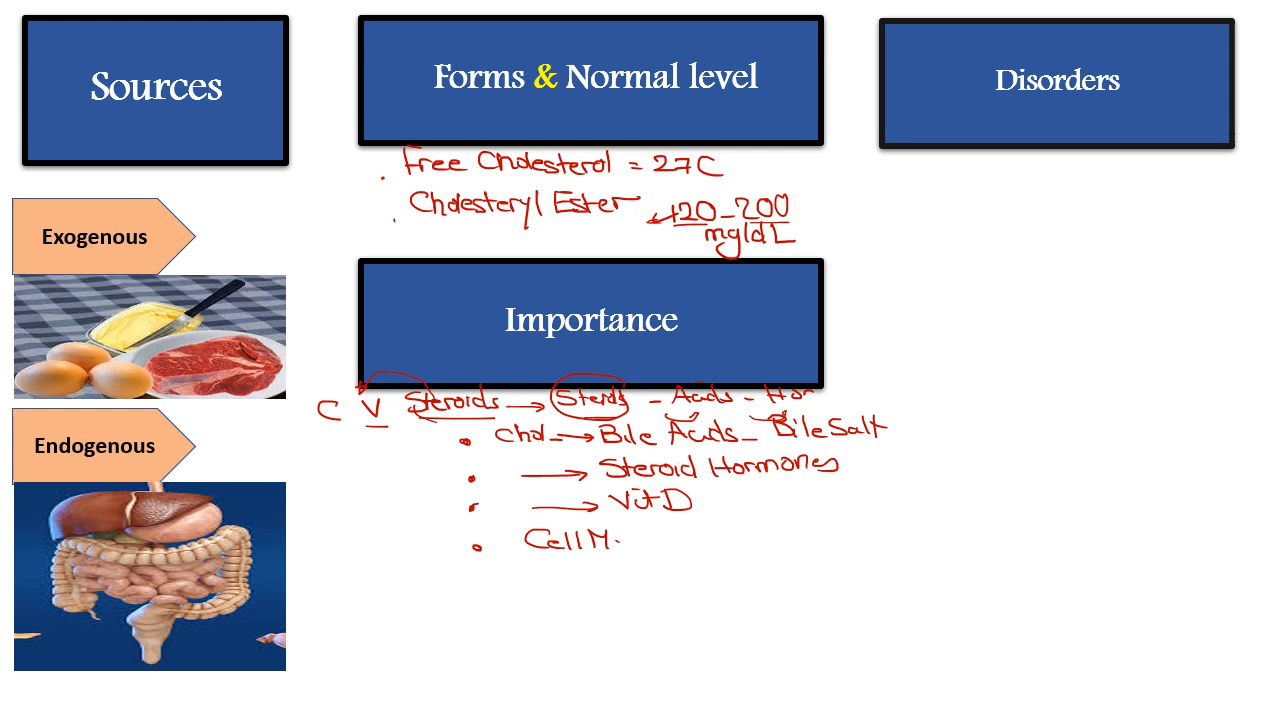 Sources
Forms & Normal level
Disorders
. Free Cholesterol = 27C
. Cholesteryl Ester
120-200
mg/dL
Exogenous
Importance
C V Steroids → Sterols - Acids - Hor
• Chol → Bile Acids - Bile Salt
Endogenous
• → Steroid Hormones
• → Vit D
• Cell M.